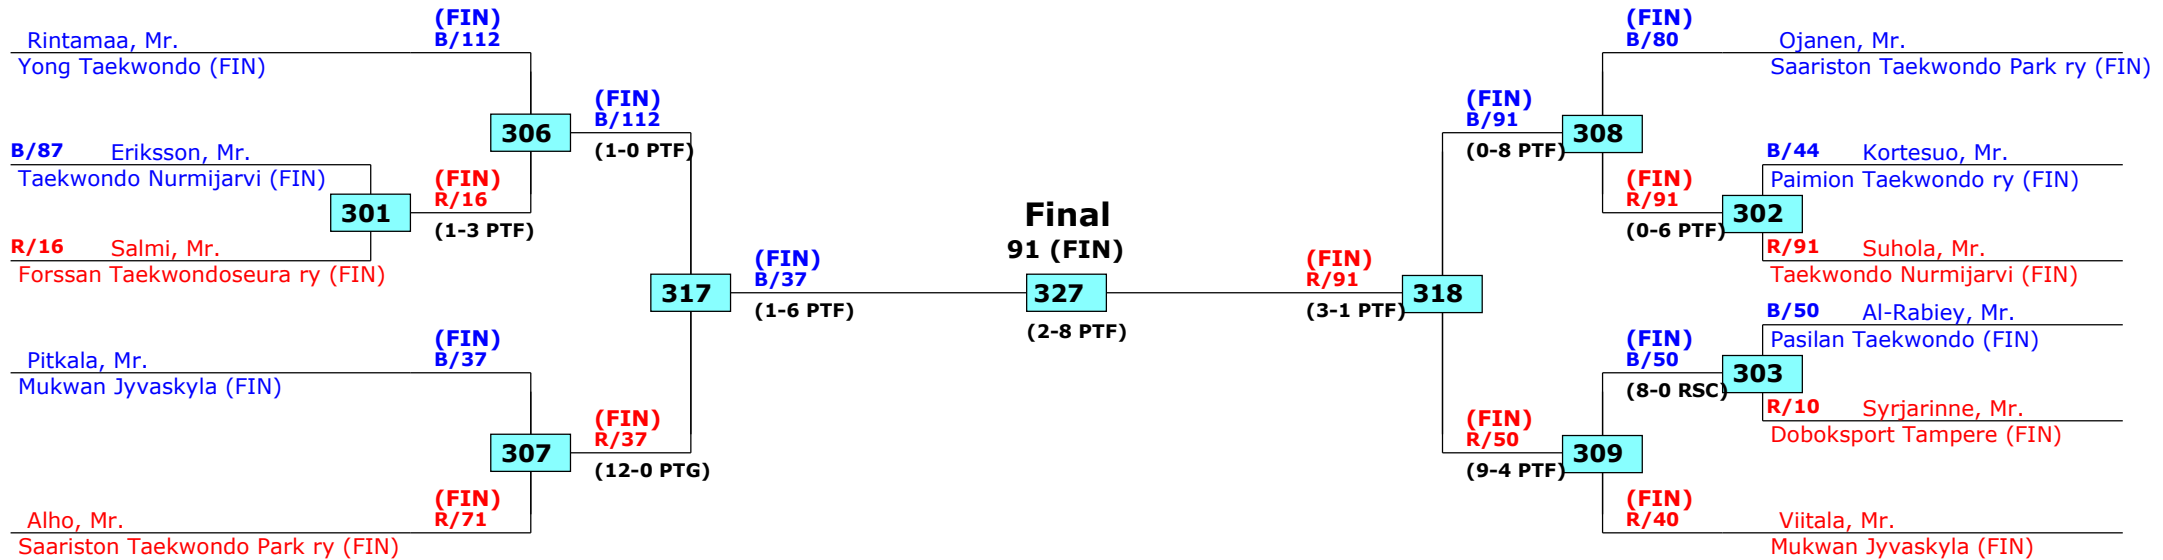 (FIN)
Rintamaa, Mr. B/112
Yong Taekwondo (FIN)
306
(FIN)
B/112
(1-0 PTF)
B/87 Eriksson, Mr.
Taekwondo Nurmijarvi (FIN)
301
(FIN)
R/16
(1-3 PTF)
R/16 Salmi, Mr.
Forssan Taekwondoseura ry (FIN)
317
(FIN)
B/37
(1-6 PTF)
(FIN)
Pitkala, Mr. B/37
Mukwan Jyvaskyla (FIN)
307
(FIN)
R/37
(12-0 PTG)
(FIN)
Alho, Mr. R/71
Saariston Taekwondo Park ry (FIN)
Final
91 (FIN)
327
(2-8 PTF)
(FIN)
B/80 Ojanen, Mr.
Saariston Taekwondo Park ry (FIN)
(FIN)
B/91
308
(0-8 PTF)
B/44 Kortesuo, Mr.
Paimion Taekwondo ry (FIN)
(FIN)
R/91
302
(0-6 PTF)
R/91 Suhola, Mr.
Taekwondo Nurmijarvi (FIN)
(FIN)
R/91
318
(3-1 PTF)
B/50 Al-Rabiey, Mr.
Pasilan Taekwondo (FIN)
(FIN)
B/50
303
(8-0 RSC)
R/10 Syrjarinne, Mr.
Doboksport Tampere (FIN)
(FIN)
R/50
309
(9-4 PTF)
(FIN)
R/40 Viitala, Mr.
Mukwan Jyvaskyla (FIN)